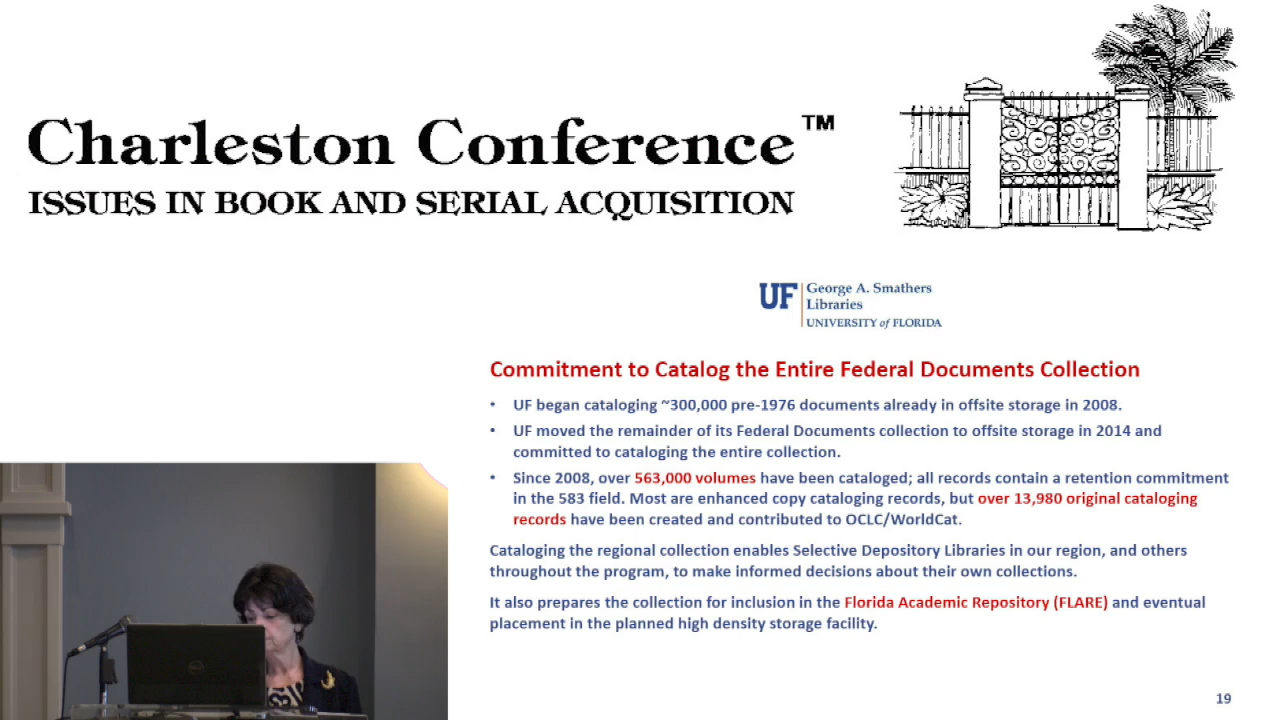 Charleston Conference™
ISSUES IN BOOK AND SERIAL ACQUISITION
UF George A. Smathers
Libraries
UNIVERSITY of FLORIDA
Commitment to Catalog the Entire Federal Documents Collection
• UF began cataloging ~300,000 pre-1976 documents already in offsite storage in 2008.
• UF moved the remainder of its Federal Documents collection to offsite storage in 2014 and
committed to cataloging the entire collection.
• Since 2008, over 563,000 volumes have been cataloged; all records contain a retention commitment
in the 583 field. Most are enhanced copy cataloging records, but over 13,980 original cataloging
records have been created and contributed to OCLC/WorldCat.
Cataloging the regional collection enables Selective Depository Libraries in our region, and others
throughout the program, to make informed decisions about their own collections.
It also prepares the collection for inclusion in the Florida Academic Repository (FLARE) and eventual
placement in the planned high density storage facility.
DELL
19